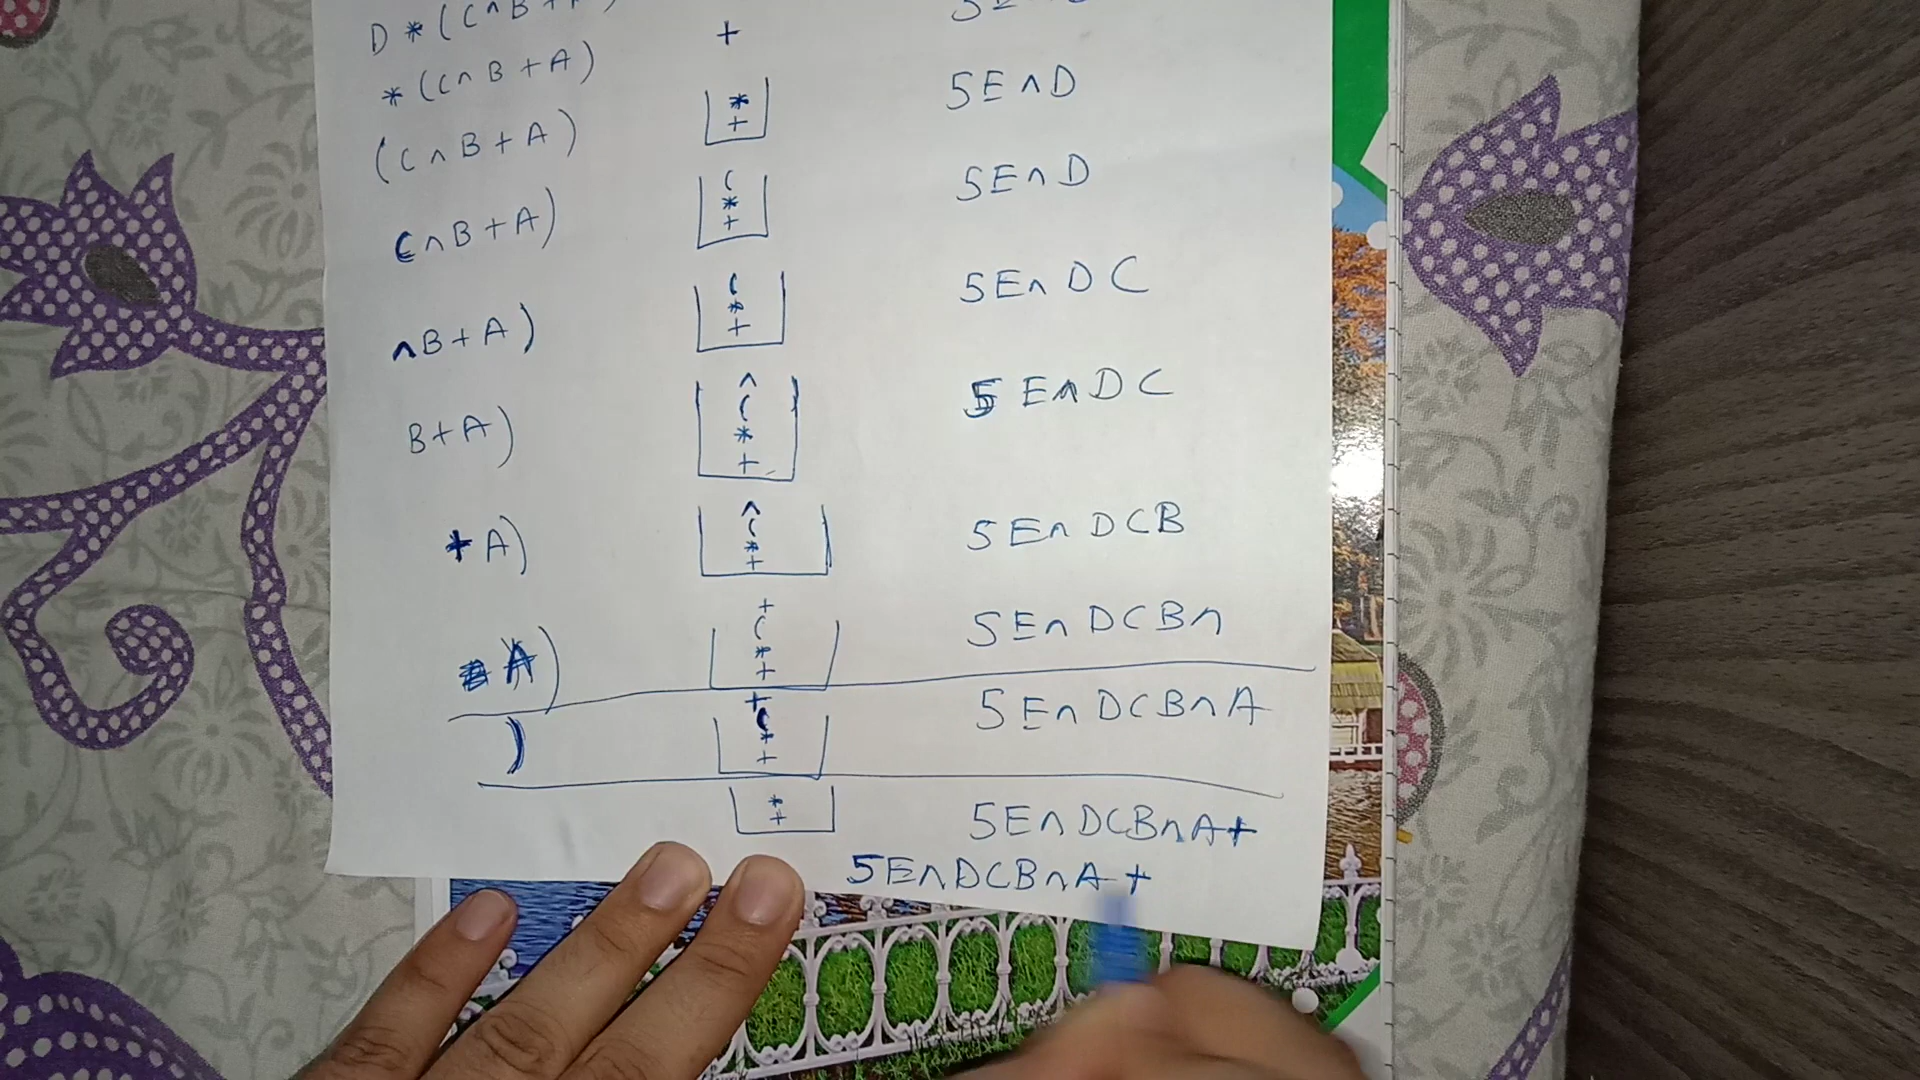 D * ( C ^ B +
+
* ( C ^ B + A )
* + 5 E ^ D
( C ^ B + A )
( * + 5 E ^ D
C ^ B + A )
( * + 5 E ^ D C
^ B + A )
^ ( * + 5 E ^ D C
B + A )
^ ( * + 5 E ^ D C B
+ A )
+ ( * + 5 E ^ D C B ^
A )
+ ( * + 5 E ^ D C B ^ A
)
* + 5 E ^ D C B ^ A +
5 E ^ D C B ^ A +